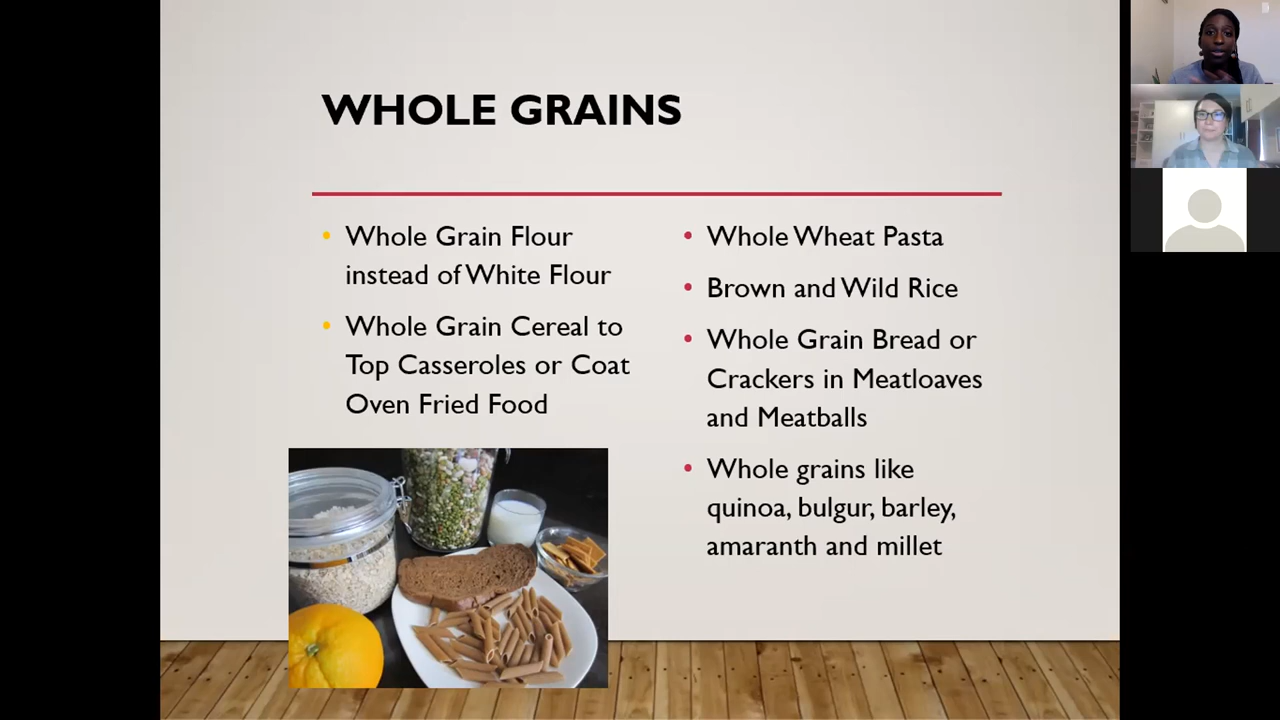 WHOLE GRAINS
Whole Grain Flour
instead of White Flour
Whole Grain Cereal to
Top Casseroles or Coat
Oven Fried Food
Whole Wheat Pasta
Brown and Wild Rice
Whole Grain Bread or
Crackers in Meatloaves
and Meatballs
Whole grains like
quinoa, bulgur, barley,
amaranth and millet